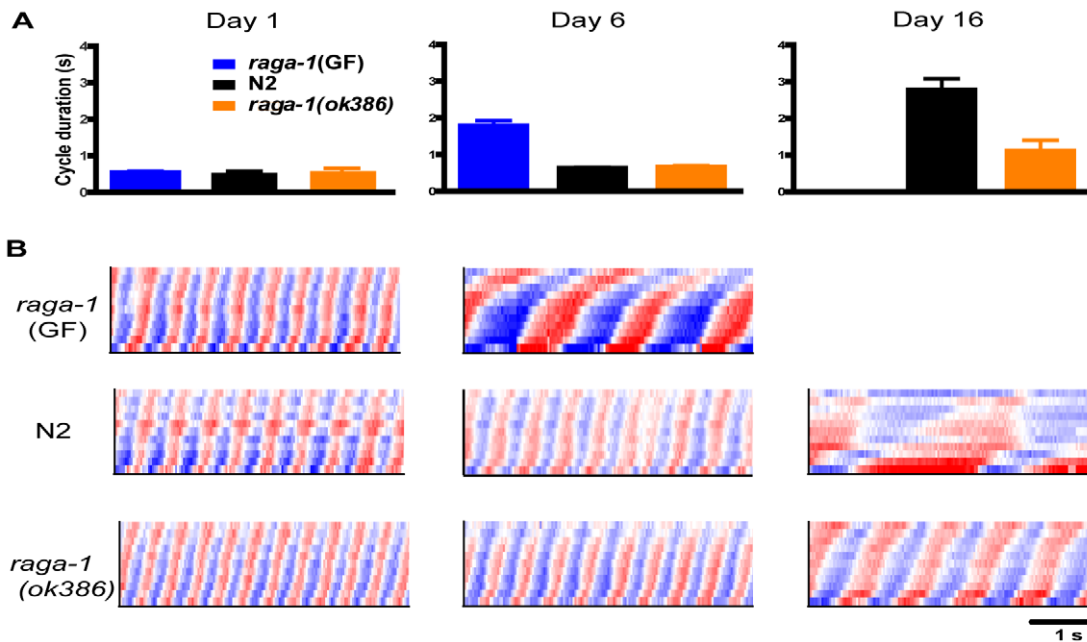 A
Day 1
Day 6
Day 16
Cycle duration (s)
4
3
2
1
0
raga-1(GF)
N2
raga-1(ok386)
4
3
2
1
0
4
3
2
1
0
B
raga-1
(GF)
N2
raga-1
(ok386)
1 s